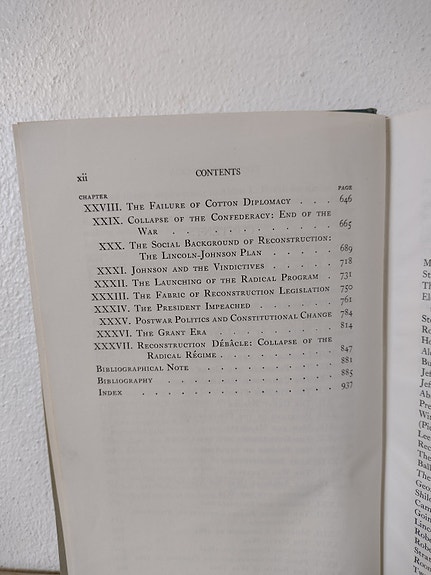 xii
CONTENTS
CHAPTER PAGE
XXVIII. THE FAILURE OF COTTON DIPLOMACY . . . 646
XXIX. COLLAPSE OF THE CONFEDERACY: END OF THE
WAR . . . . . . . . . . 665
XXX. THE SOCIAL BACKGROUND OF RECONSTRUCTION:
THE LINCOLN-JOHNSON PLAN . . . . . 689
XXXI. JOHNSON AND THE VINDICTIVES . . . . 718
XXXII. THE LAUNCHING OF THE RADICAL PROGRAM . 731
XXXIII. THE FABRIC OF RECONSTRUCTION LEGISLATION 750
XXXIV. THE PRESIDENT IMPEACHED . . . . . 761
XXXV. POSTWAR POLITICS AND CONSTITUTIONAL CHANGE 784
XXXVI. THE GRANT ERA . . . . . . . . 814
XXXVII. RECONSTRUCTION DÉBÂCLE: COLLAPSE OF THE
RADICAL RÉGIME . . . . . . . . 847
BIBLIOGRAPHICAL NOTE . . . . . . . . 881
BIBLIOGRAPHY . . . . . . . . . . 885
INDEX . . . . . . . . . . . . 937